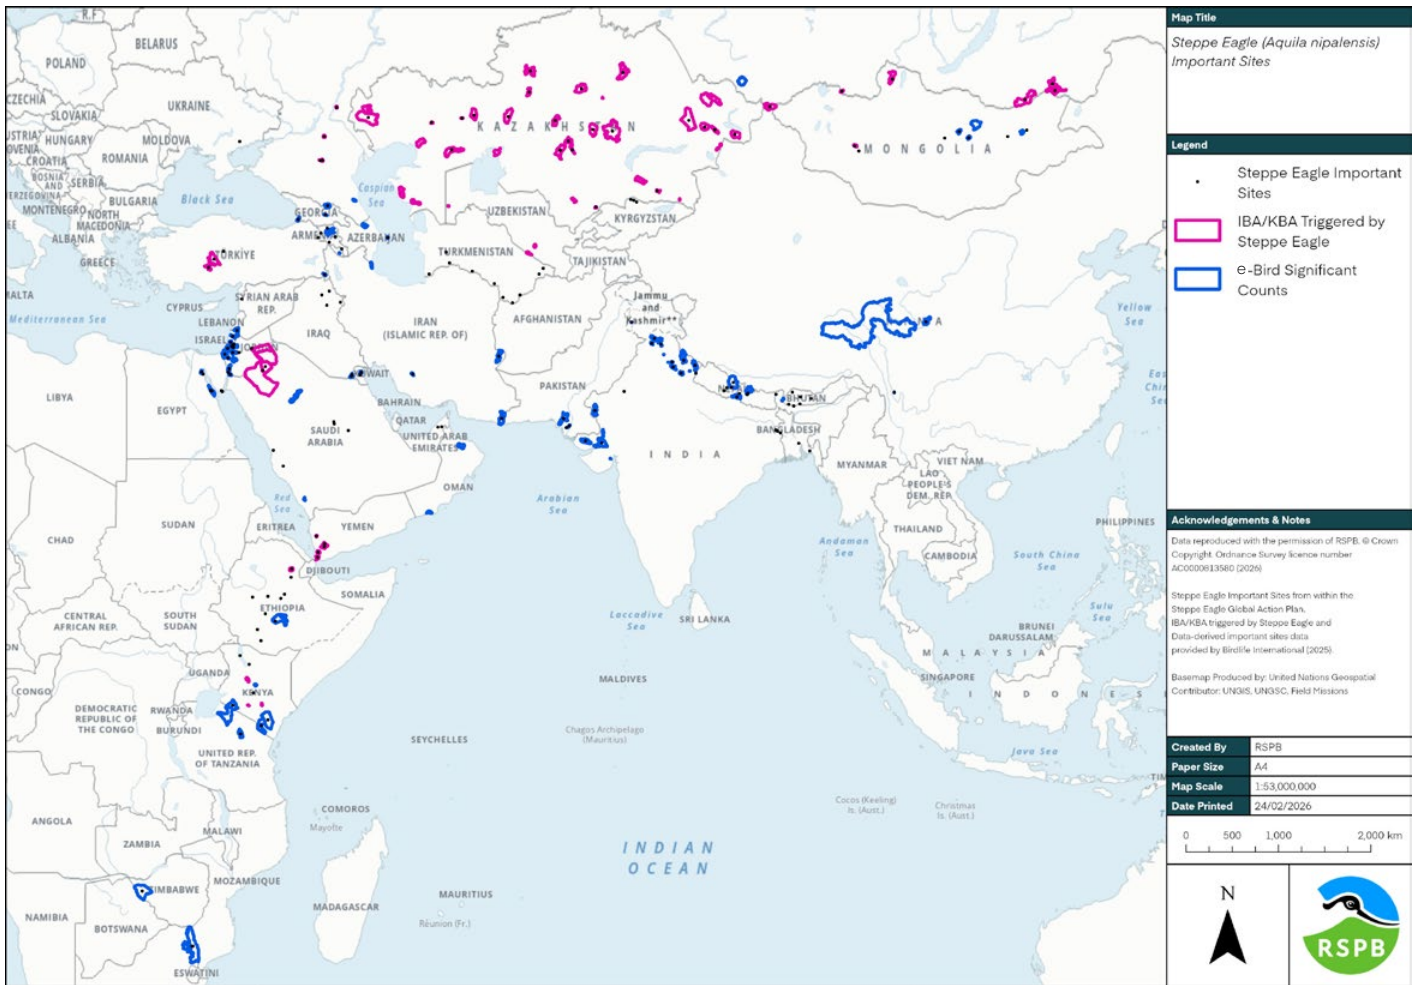 R.F
BELARUS
POLAND
CZECHIA
UKRAINE
SLOVAKIA
AUSTRIA
HUNGARY
MOLDOVA
OVENIA
CROATIA
ROMANIA
BOSNIA
AND
HERZEGOVINA
SERBIA
MONTENEGRO
BULGARIA
NORTH
MACEDONIA
ALBANIA
GREECE
Black Sea
Caspian
Sea
GEORGIA
AZERBAIJAN
TÜRKİYE
KAZAKHSTAN
UZBEKISTAN
KYRGYZSTAN
TURKMENISTAN
TAJIKISTAN
MONGOLIA
MALTA
Mediterranean Sea
CYPRUS
LEBANON
ISRAEL
SYRIAN ARAB
REP.
IRAQ
IRAN
(ISLAMIC REP. OF)
AFGHANISTAN
Jammu
and
Kashmir**
PAKISTAN
KUWAIT
BAHRAIN
QATAR
UNITED ARAB
EMIRATES
SAUDI
ARABIA
OMAN
YEMEN
LIBYA
EGYPT
Red
Sea
Arabian
Sea
INDIA
BHUTAN
BANGLADESH
MYANMAR
Yellow
Sea
VIET NAM
LAO
PEOPLE'S
DEM. REP.
THAILAND
CAMBODIA
PHILIPPINES
Andaman
Sea
South China
Sea
Sulu
Sea
CHAD
SUDAN
ERITREA
DJIBOUTI
SOMALIA
ETHIOPIA
CENTRAL
AFRICAN REP.
SOUTH
SUDAN
Laccadive
Sea
SRI LANKA
MALDIVES
BRUNEI
DARUSSALAM
MALAYSIA
SINGAPORE
INDONES
Java Sea
UGANDA
KENYA
CONGO
DEMOCRATIC
REPUBLIC OF
THE CONGO
RWANDA
BURUNDI
UNITED REP.
OF TANZANIA
SEYCHELLES
Chagos Archipelago
(Mauritius)
Cocos (Keeling)
Is. (Aust.)
Christmas
Is. (Aust.)
COMOROS
Mayotte
ANGOLA
ZAMBIA
MALAWI
MOZAMBIQUE
ZIMBABWE
NAMIBIA
BOTSWANA
ESWATINI
MADAGASCAR
MAURITIUS
Réunion (Fr.)
INDIAN
OCEAN
Map Title
Steppe Eagle (Aquila nipalensis)
Important Sites
Legend
Steppe Eagle Important
Sites
IBA/KBA Triggered by
Steppe Eagle
e-Bird Significant
Counts
Acknowledgements & Notes
Data reproduced with the permission of RSPB. © Crown
Copyright. Ordnance Survey licence number
AC0000813580 (2026)
Steppe Eagle Important Sites from within the
Steppe Eagle Global Action Plan.
IBA/KBA triggered by Steppe Eagle and
Data-derived important sites data
provided by Birdlife International (2025).
Basemap Produced by: United Nations Geospatial
Contributor: UNGIS, UNGSC, Field Missions
Created By RSPB
Paper Size A4
Map Scale 1:53,000,000
Date Printed 24/02/2026
0 500 1,000 2,000 km
N
RSPB